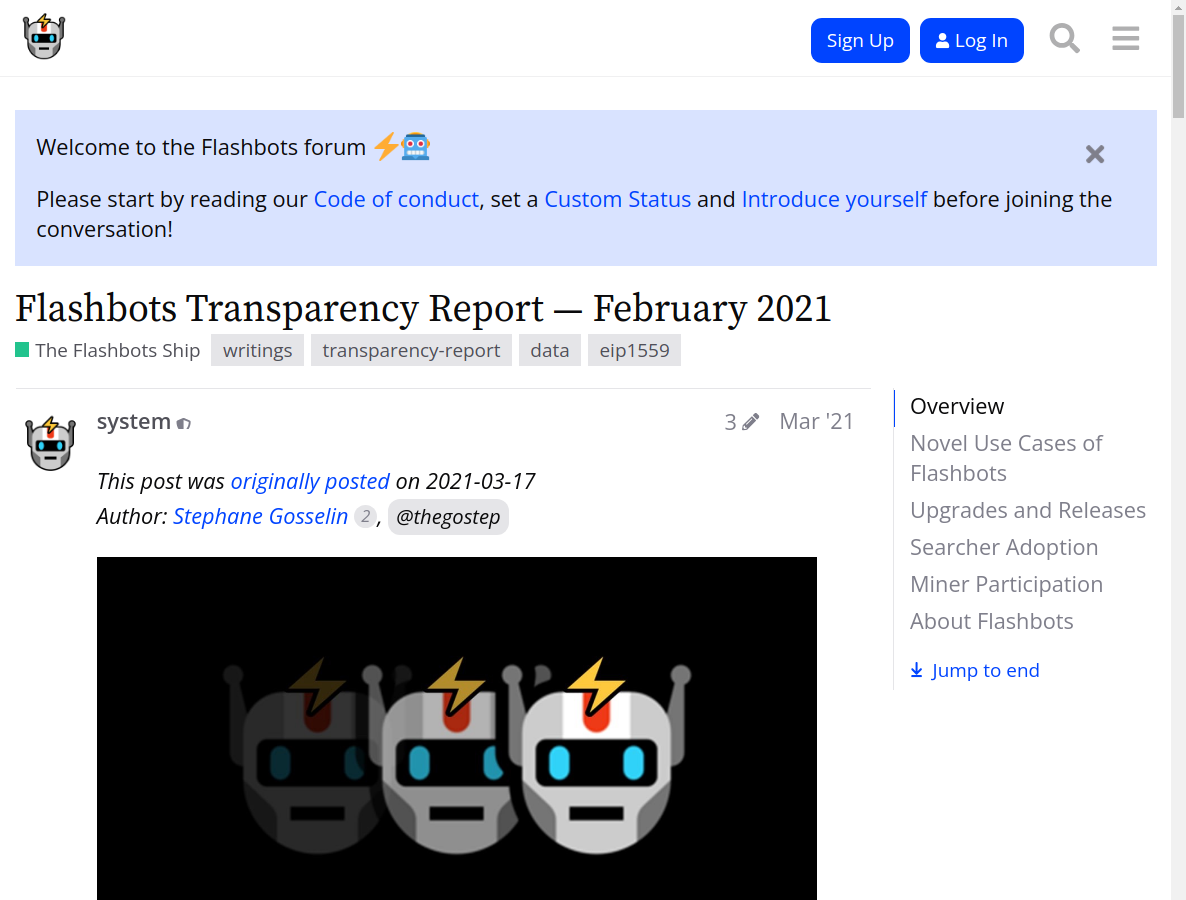 Sign Up
Log In
Welcome to the Flashbots forum
Please start by reading our Code of conduct, set a Custom Status and Introduce yourself before joining the
conversation!
Flashbots Transparency Report — February 2021
The Flashbots Ship writings transparency-report data eip1559
system 3 Mar '21
This post was originally posted on 2021-03-17
Author: Stephane Gosselin 2, @thegostep
Overview
Novel Use Cases of
Flashbots
Upgrades and Releases
Searcher Adoption
Miner Participation
About Flashbots
Jump to end